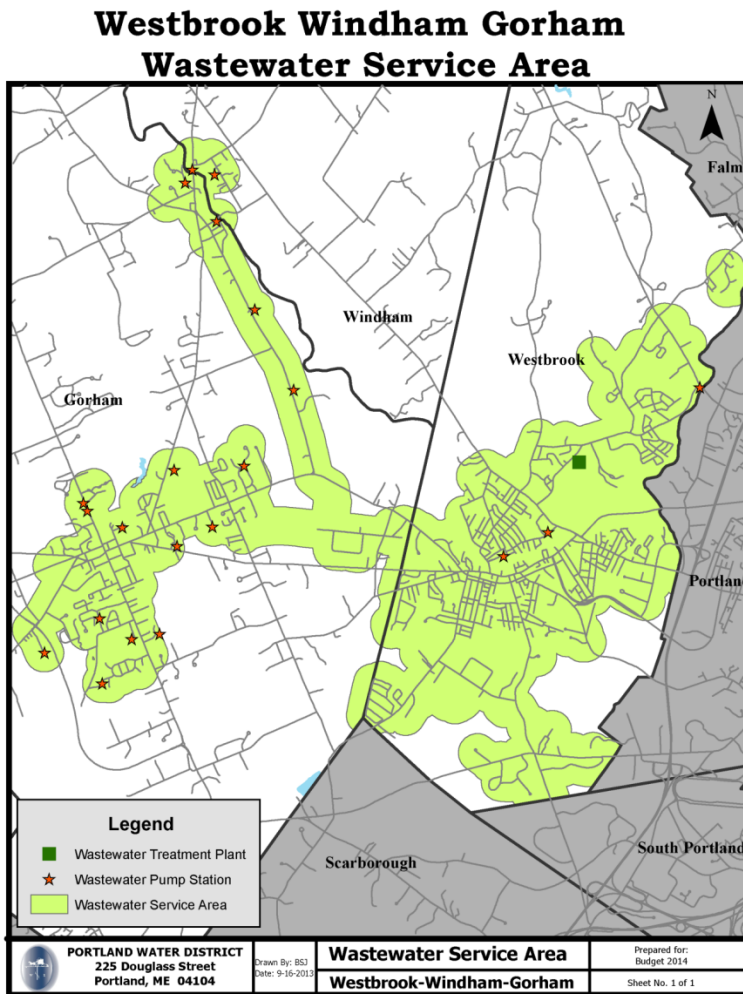 Westbrook Windham Gorham
Wastewater Service Area
N
Falm
Windham
Westbrook
Gorham
Portland
South Portland
Scarborough
Legend
Wastewater Treatment Plant
Wastewater Pump Station
Wastewater Service Area
PORTLAND WATER DISTRICT
225 Douglass Street
Portland, ME 04104
Drawn By: BSJ
Date: 9-16-2013
Wastewater Service Area
Westbrook-Windham-Gorham
Prepared for:
Budget 2014
Sheet No. 1 of 1